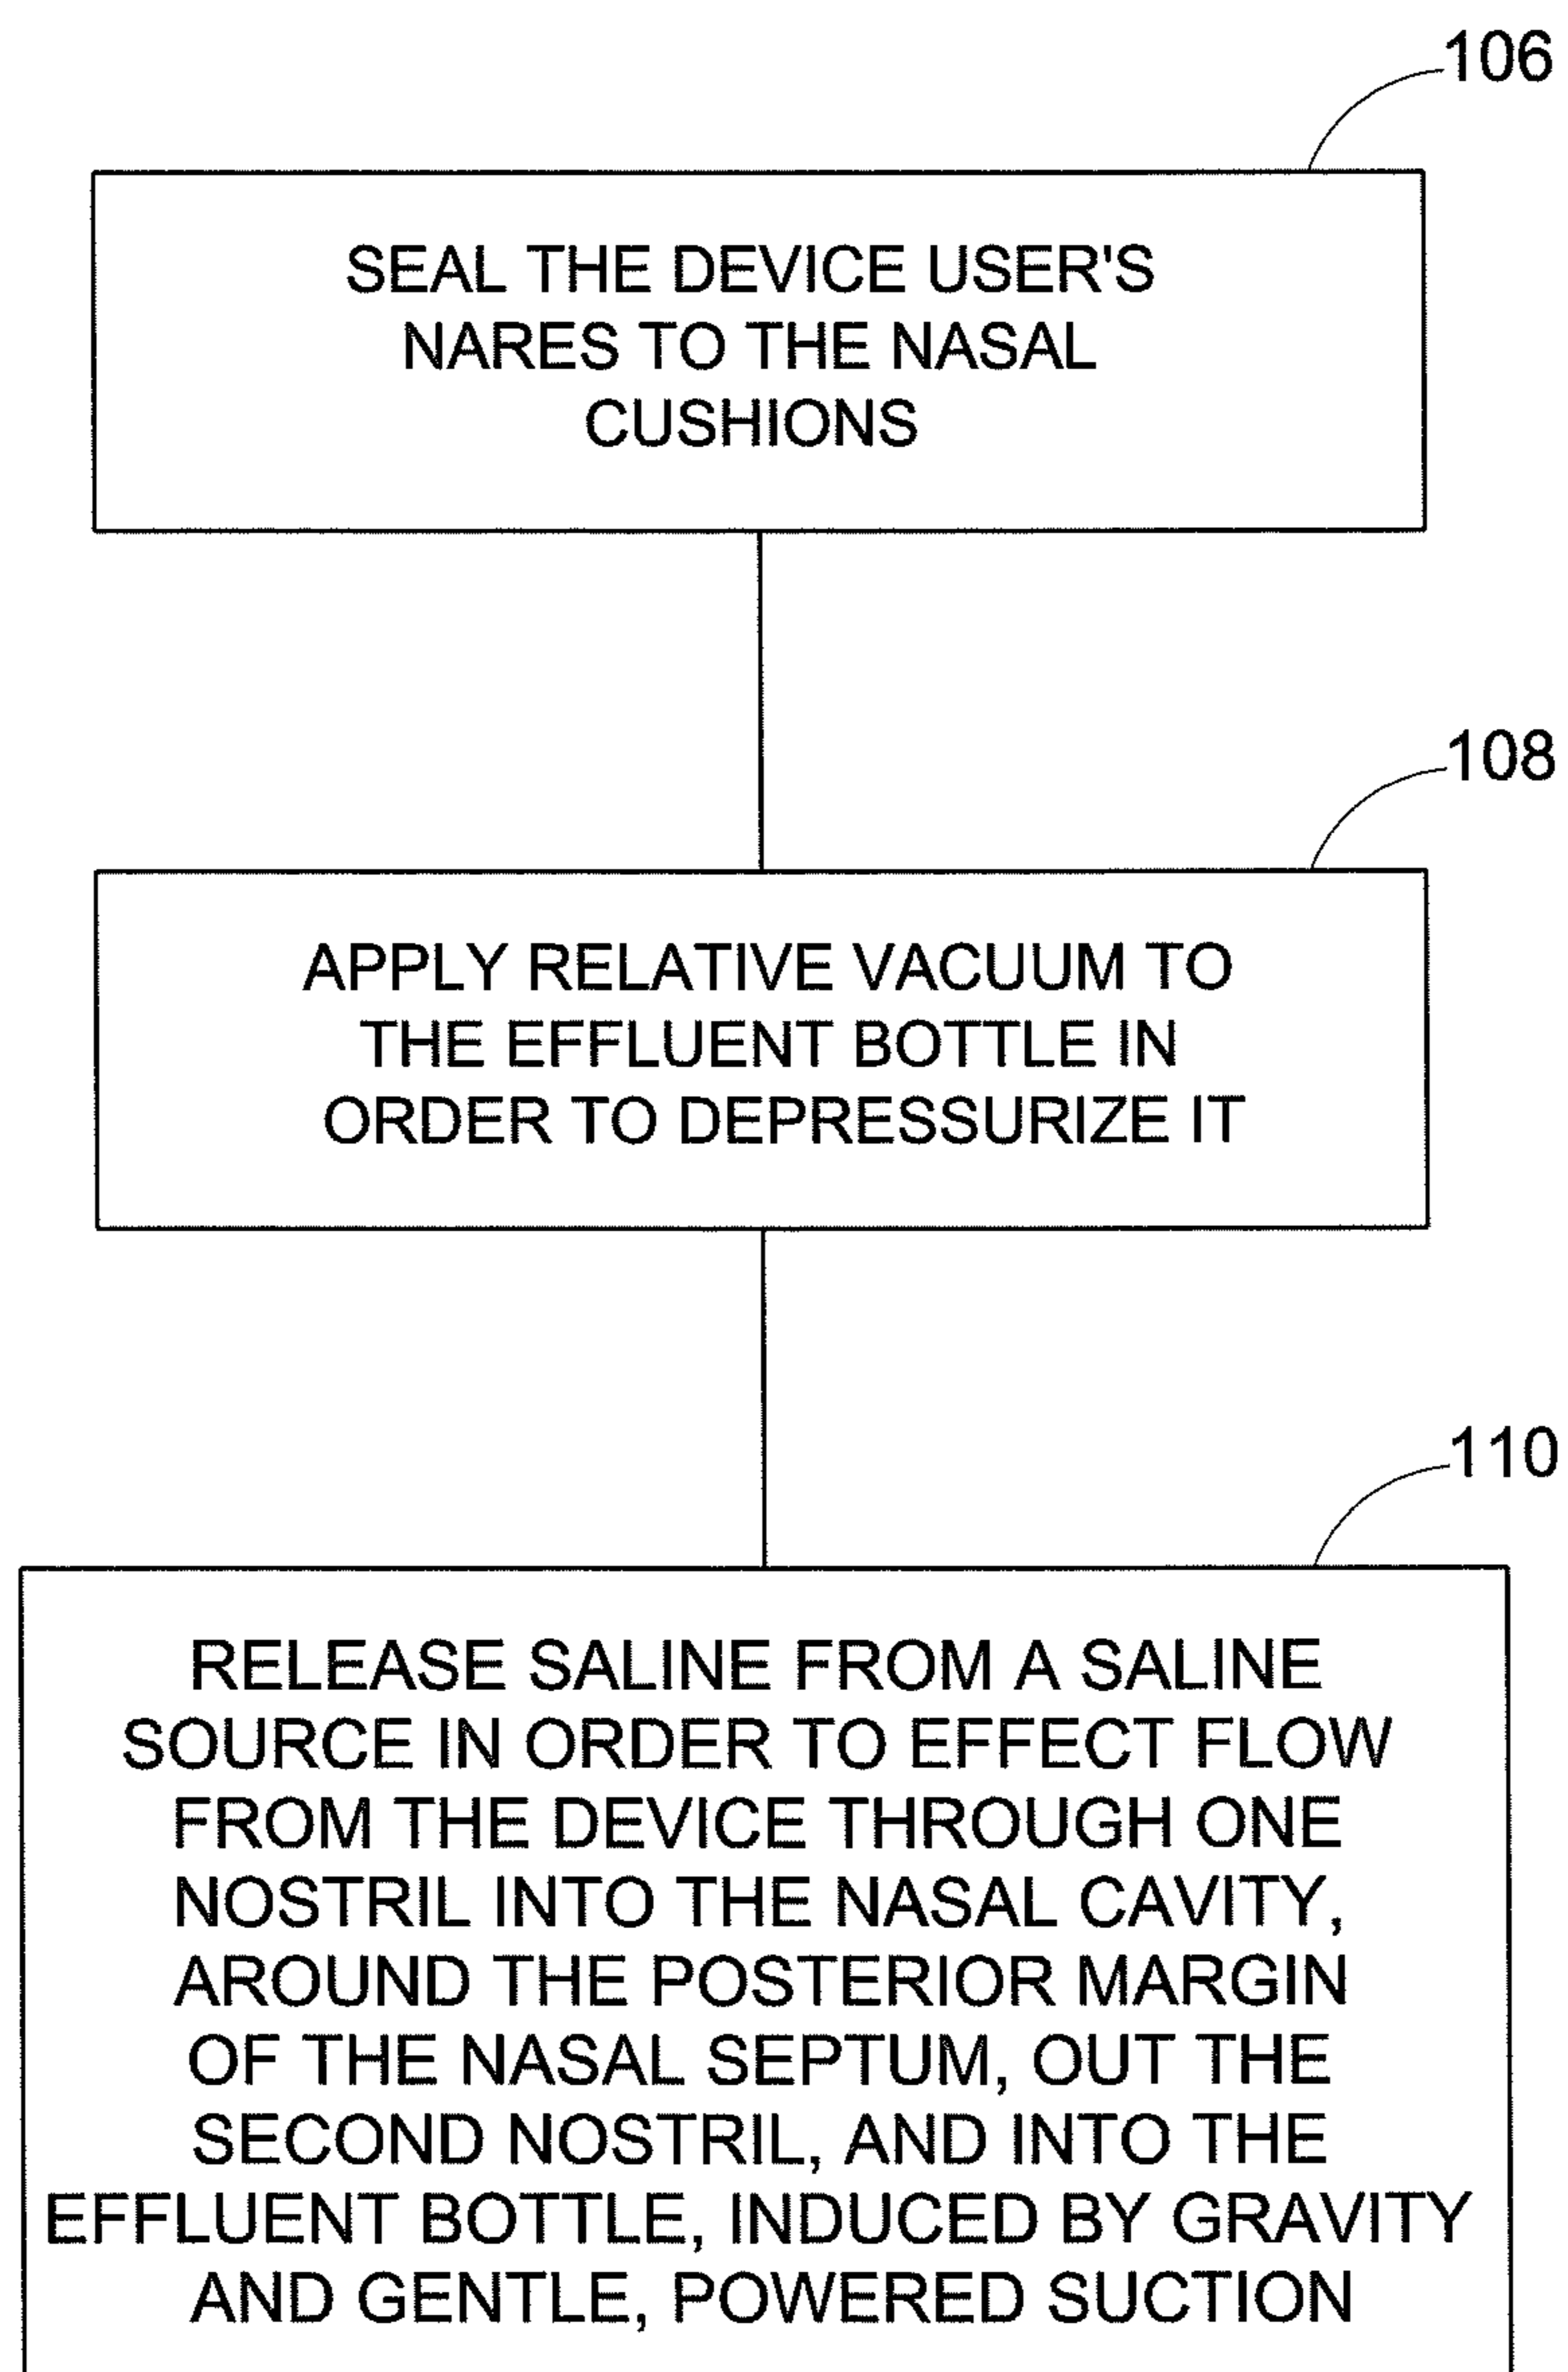 106
SEAL THE DEVICE USER'S
NARES TO THE NASAL
CUSHIONS
108
APPLY RELATIVE VACUUM TO
THE EFFLUENT BOTTLE IN
ORDER TO DEPRESSURIZE IT
110
RELEASE SALINE FROM A SALINE
SOURCE IN ORDER TO EFFECT FLOW
FROM THE DEVICE THROUGH ONE
NOSTRIL INTO THE NASAL CAVITY,
AROUND THE POSTERIOR MARGIN
OF THE NASAL SEPTUM, OUT THE
SECOND NOSTRIL, AND INTO THE
EFFLUENT BOTTLE, INDUCED BY GRAVITY
AND GENTLE, POWERED SUCTION